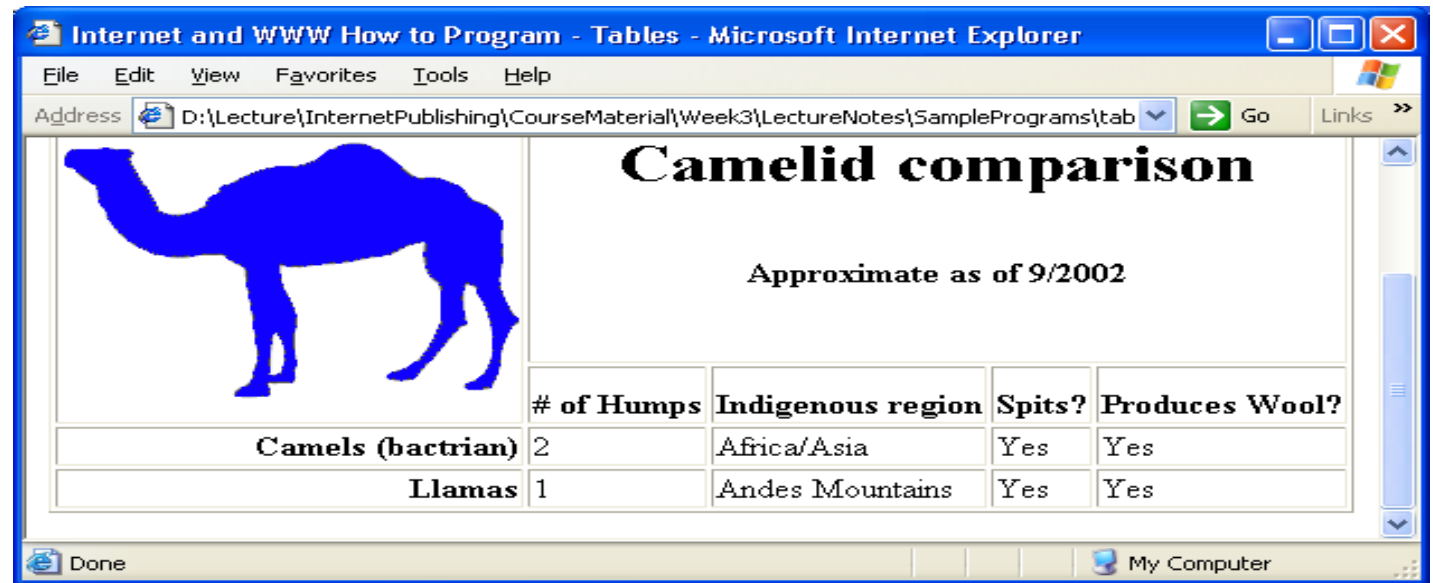 Internet and WWW How to Program - Tables - Microsoft Internet Explorer
File Edit View Favorites Tools Help
Address D:\Lecture\InternetPublishing\CourseMaterial\Week3\LectureNotes\SamplePrograms\tab Go Links »
Camelid comparison
Approximate as of 9/2002
# of Humps Indigenous region Spits? Produces Wool?
Camels (bactrian) 2 Africa/Asia Yes Yes
Llamas 1 Andes Mountains Yes Yes
Done My Computer